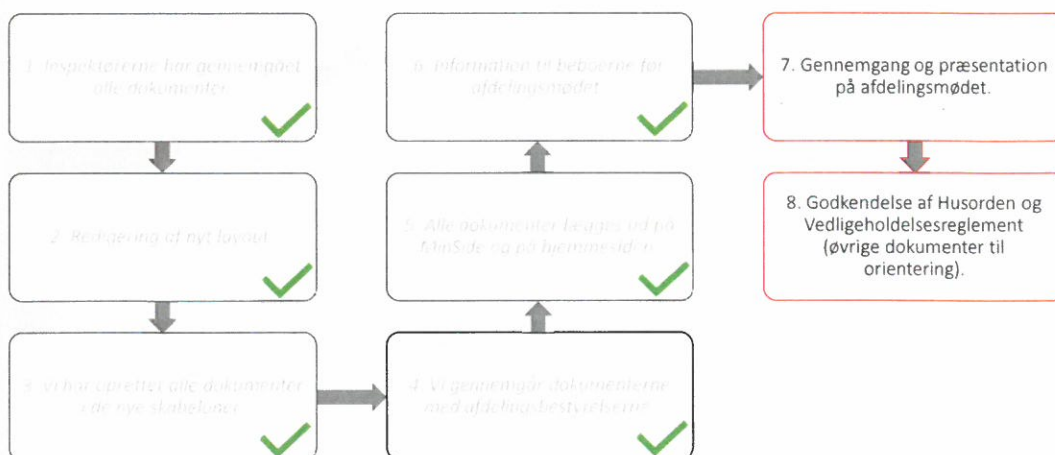 1. Inspektørerne har gennemgået
alle dokumenter.
2. Redigering af nyt layout
3. Vi har oprettet alle dokumenter
i de nye skabeloner
4. Vi gennemgår dokumenterne
med afdelingsbestyrelserne
5. Alle dokumenter lægges ud på
MinSide og på hjemmesiden
6. Information til beboerne før
afdelingsmødet
7. Gennemgang og præsentation
på afdelingsmødet.
8. Godkendelse af Husorden og
Vedligeholdelsesreglement
(øvrige dokumenter til
orientering).